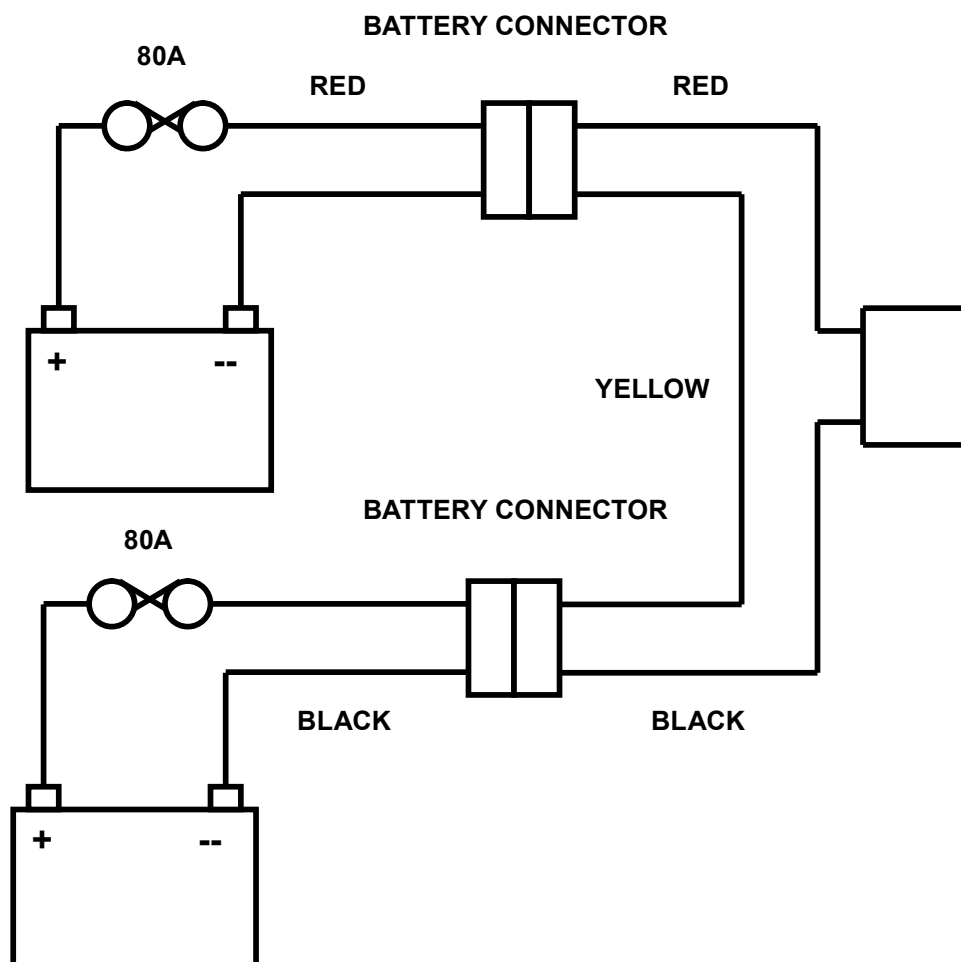 BATTERY CONNECTOR
80A
RED
RED
+
--
YELLOW
BATTERY CONNECTOR
80A
BLACK
BLACK
+
--